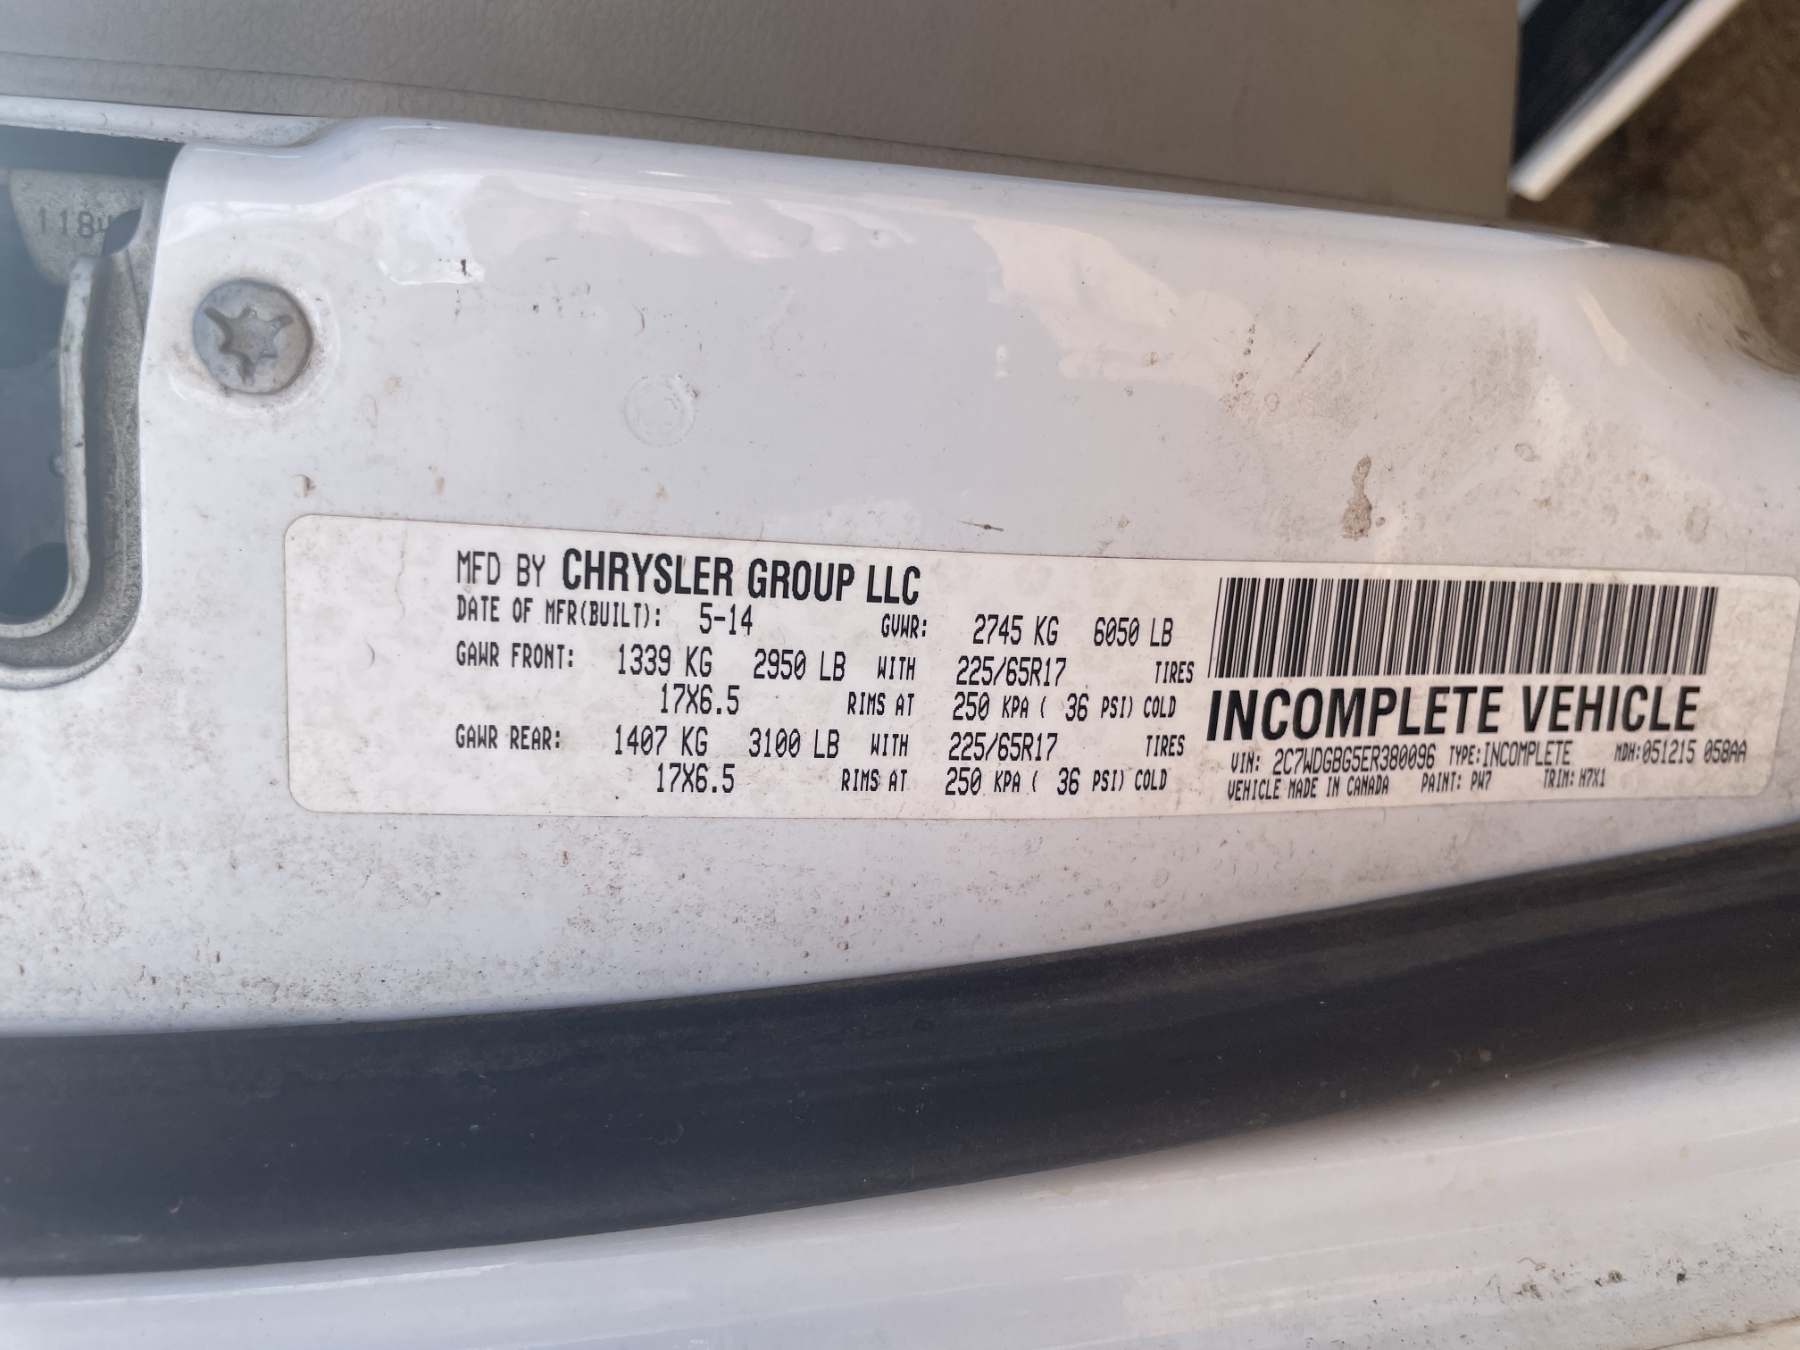 118
MFD BY CHRYSLER GROUP LLC
DATE OF MFR(BUILT): 5-14 GVWR: 2745 KG 6050 LB
GAWR FRONT: 1339 KG 2950 LB WITH 225/65R17 TIRES
17X6.5 RIMS AT 250 KPA ( 36 PSI) COLD
GAWR REAR: 1407 KG 3100 LB WITH 225/65R17 TIRES
17X6.5 RIMS AT 250 KPA ( 36 PSI) COLD
INCOMPLETE VEHICLE
VIN: 2C7WDGBG5ER380096 TYPE:INCOMPLETE MDH:051215 058AA
VEHICLE MADE IN CANADA PAINT: PW7 TRIM: H7X1